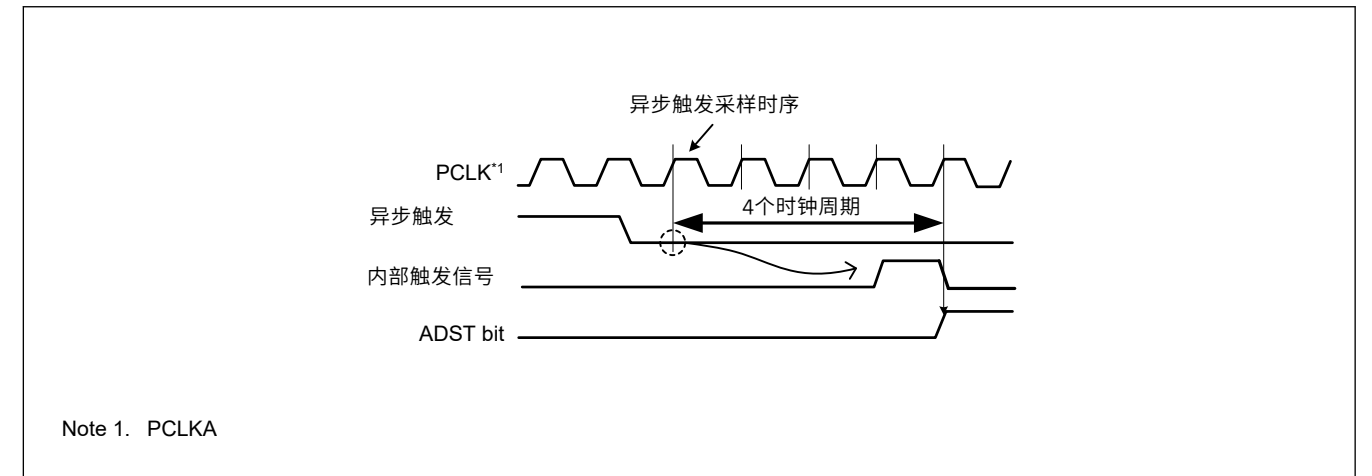 异步触发采样时序
PCLK*1
4个时钟周期
异步触发
内部触发信号
ADST bit
Note 1. PCLKA